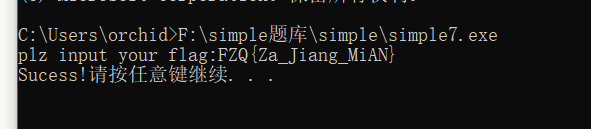 C:\Users\orchid>F:\simple题库\simple\simple7.exe
plz input your flag:FZQ{Za_Jiang_MiAN}
Sucess!请按任意键继续. . .